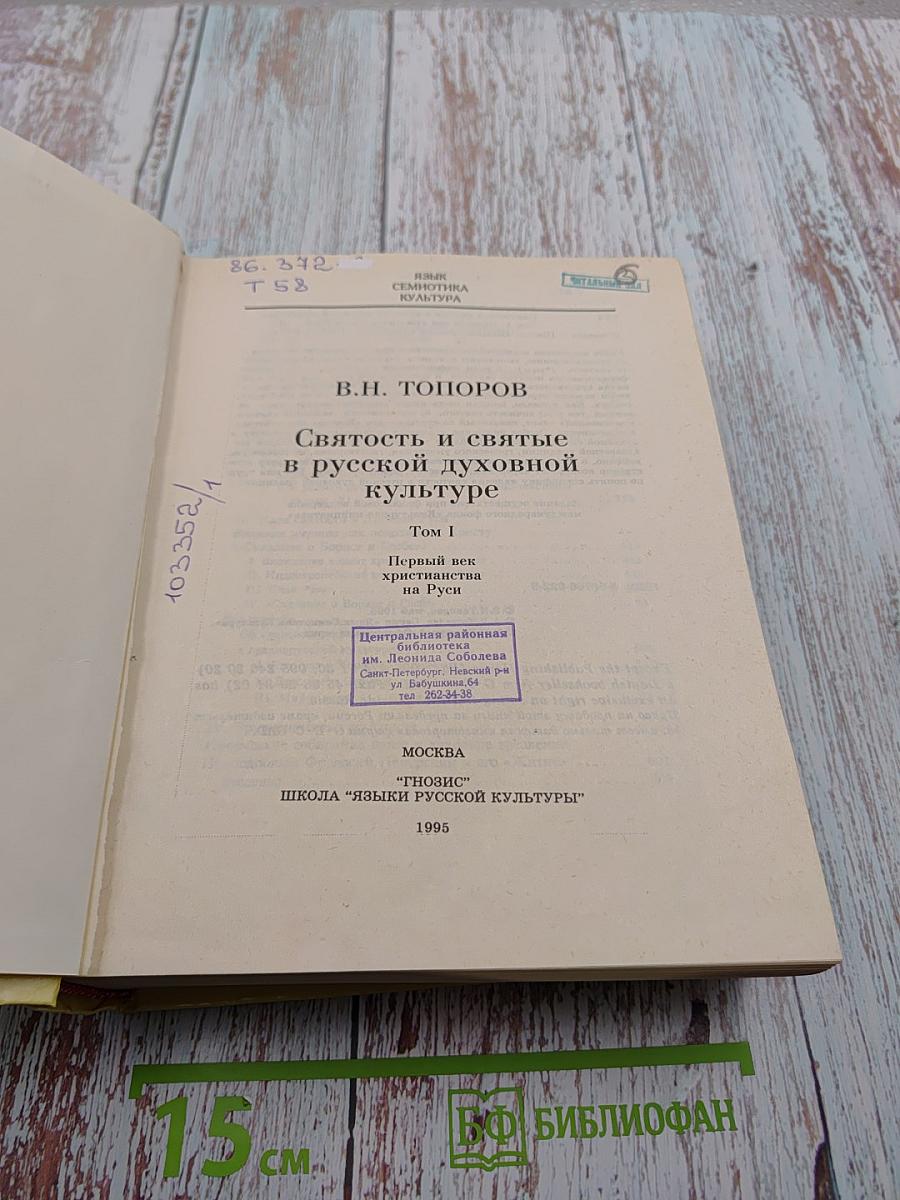 86.372
Т 58
ЯЗЫК
СЕМИОТИКА
КУЛЬТУРА
ЧИТАЛЬНЫЙ ЗАЛ
В.Н. ТОПОРОВ
Святость и святые
в русской духовной
культуре
Том I
Первый век
христианства
на Руси
103352/1
Центральная районная
библиотека
им. Леонида Соболева
Санкт-Петербург, Невский р-н
ул Бабушкина,64
тел 262-34-38
МОСКВА
"ГНОЗИС"
ШКОЛА "ЯЗЫКИ РУССКОЙ КУЛЬТУРЫ"
1995
15 см
БФ БИБЛИОФАН